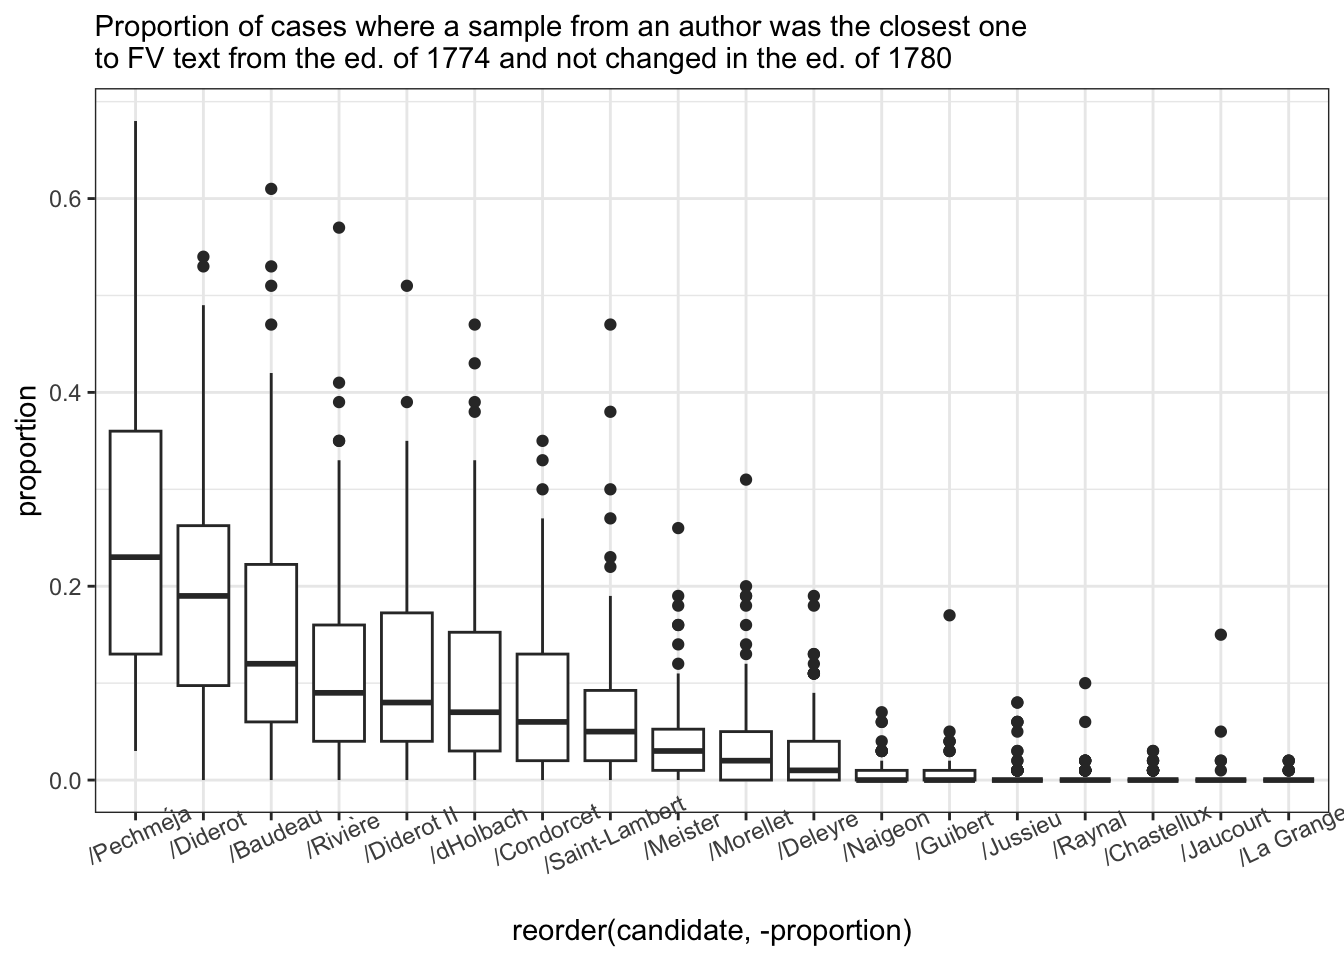 Proportion of cases where a sample from an author was the closest one
to FV text from the ed. of 1774 and not changed in the ed. of 1780
proportion
0.6
0.4
0.2
0.0
/Pechméja
/Diderot
/Baudeau
/Rivière
/Diderot II
/dHolbach
/Condorcet
/Saint-Lambert
/Meister
/Morellet
/Deleyre
/Naigeon
/Guibert
/Jussieu
/Raynal
/Chastellux
/Jaucourt
/La Grange
reorder(candidate, -proportion)